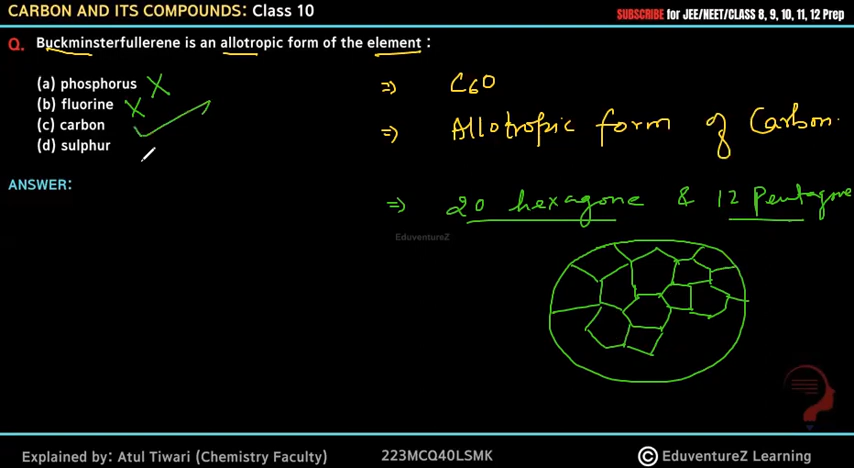 CARBON AND ITS COMPOUNDS: Class 10
SUBSCRIBE for JEE/NEET/CLASS 8, 9, 10, 11, 12 Prep
Q. Buckminsterfullerene is an allotropic form of the element :
(a) phosphorus
(b) fluorine
(c) carbon
(d) sulphur
ANSWER:
⇒ C60
⇒ Allotropic form of Carbon.
⇒ 20 hexagone & 12 Pentagone
EduventureZ
Explained by: Atul Tiwari (Chemistry Faculty)
223MCQ40LSMK
© EduventureZ Learning